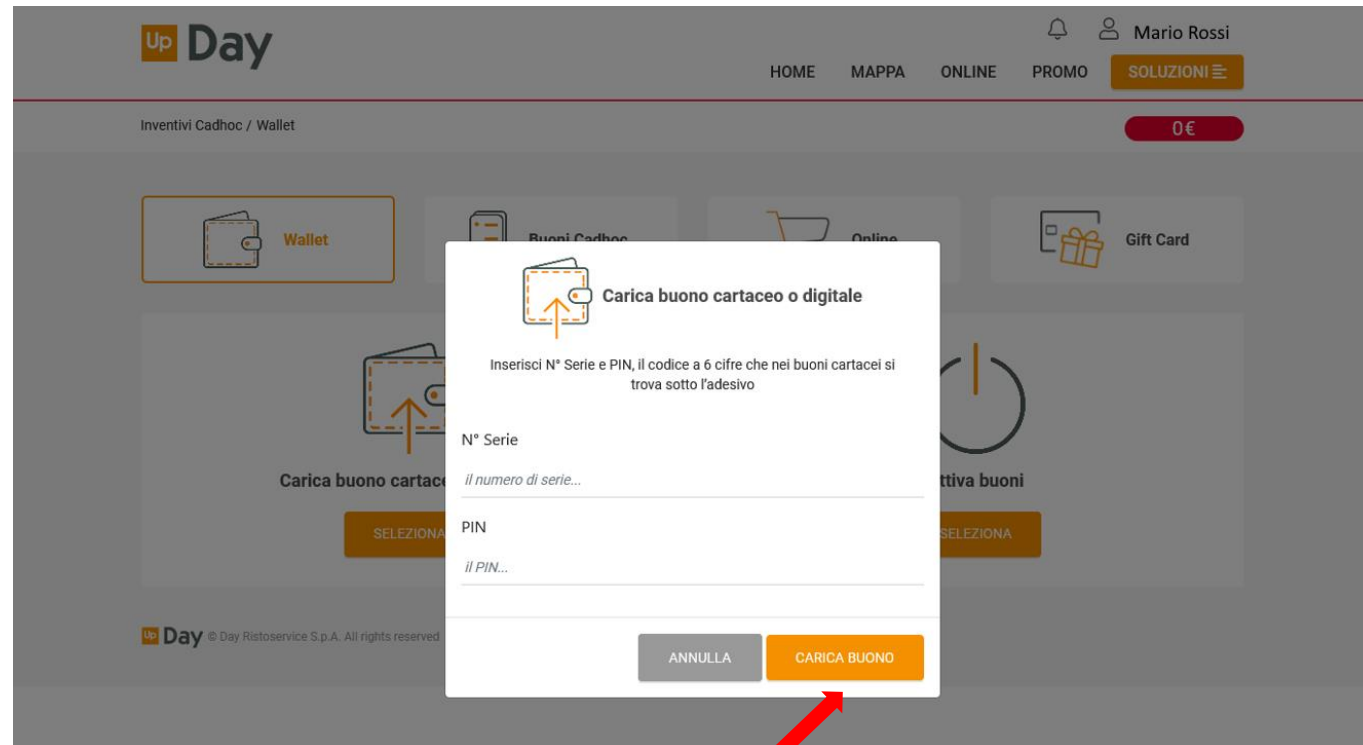 Up Day
Mario Rossi
HOME MAPPA ONLINE PROMO SOLUZIONI
Inventivi Cadhoc / Wallet
0€
Wallet
Buoni Cadhoc
Online
Gift Card
Carica buono cartaceo o digitale
Inserisci N° Serie e PIN, il codice a 6 cifre che nei buoni cartacei si
trova sotto l'adesivo
N° Serie
il numero di serie...
PIN
il PIN...
ANNULLA CARICA BUONO
Carica buono cartace
ttiva buoni
SELEZIONA
SELEZIONA
Up Day © Day Ristoservice S.p.A. All rights reserved